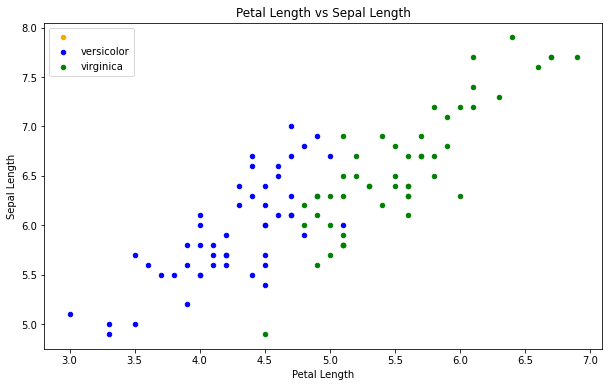 Petal Length vs Sepal Length
versicolor
virginica
8.0
7.5
7.0
6.5
6.0
5.5
5.0
Sepal Length
3.0 3.5 4.0 4.5 5.0 5.5 6.0 6.5 7.0
Petal Length